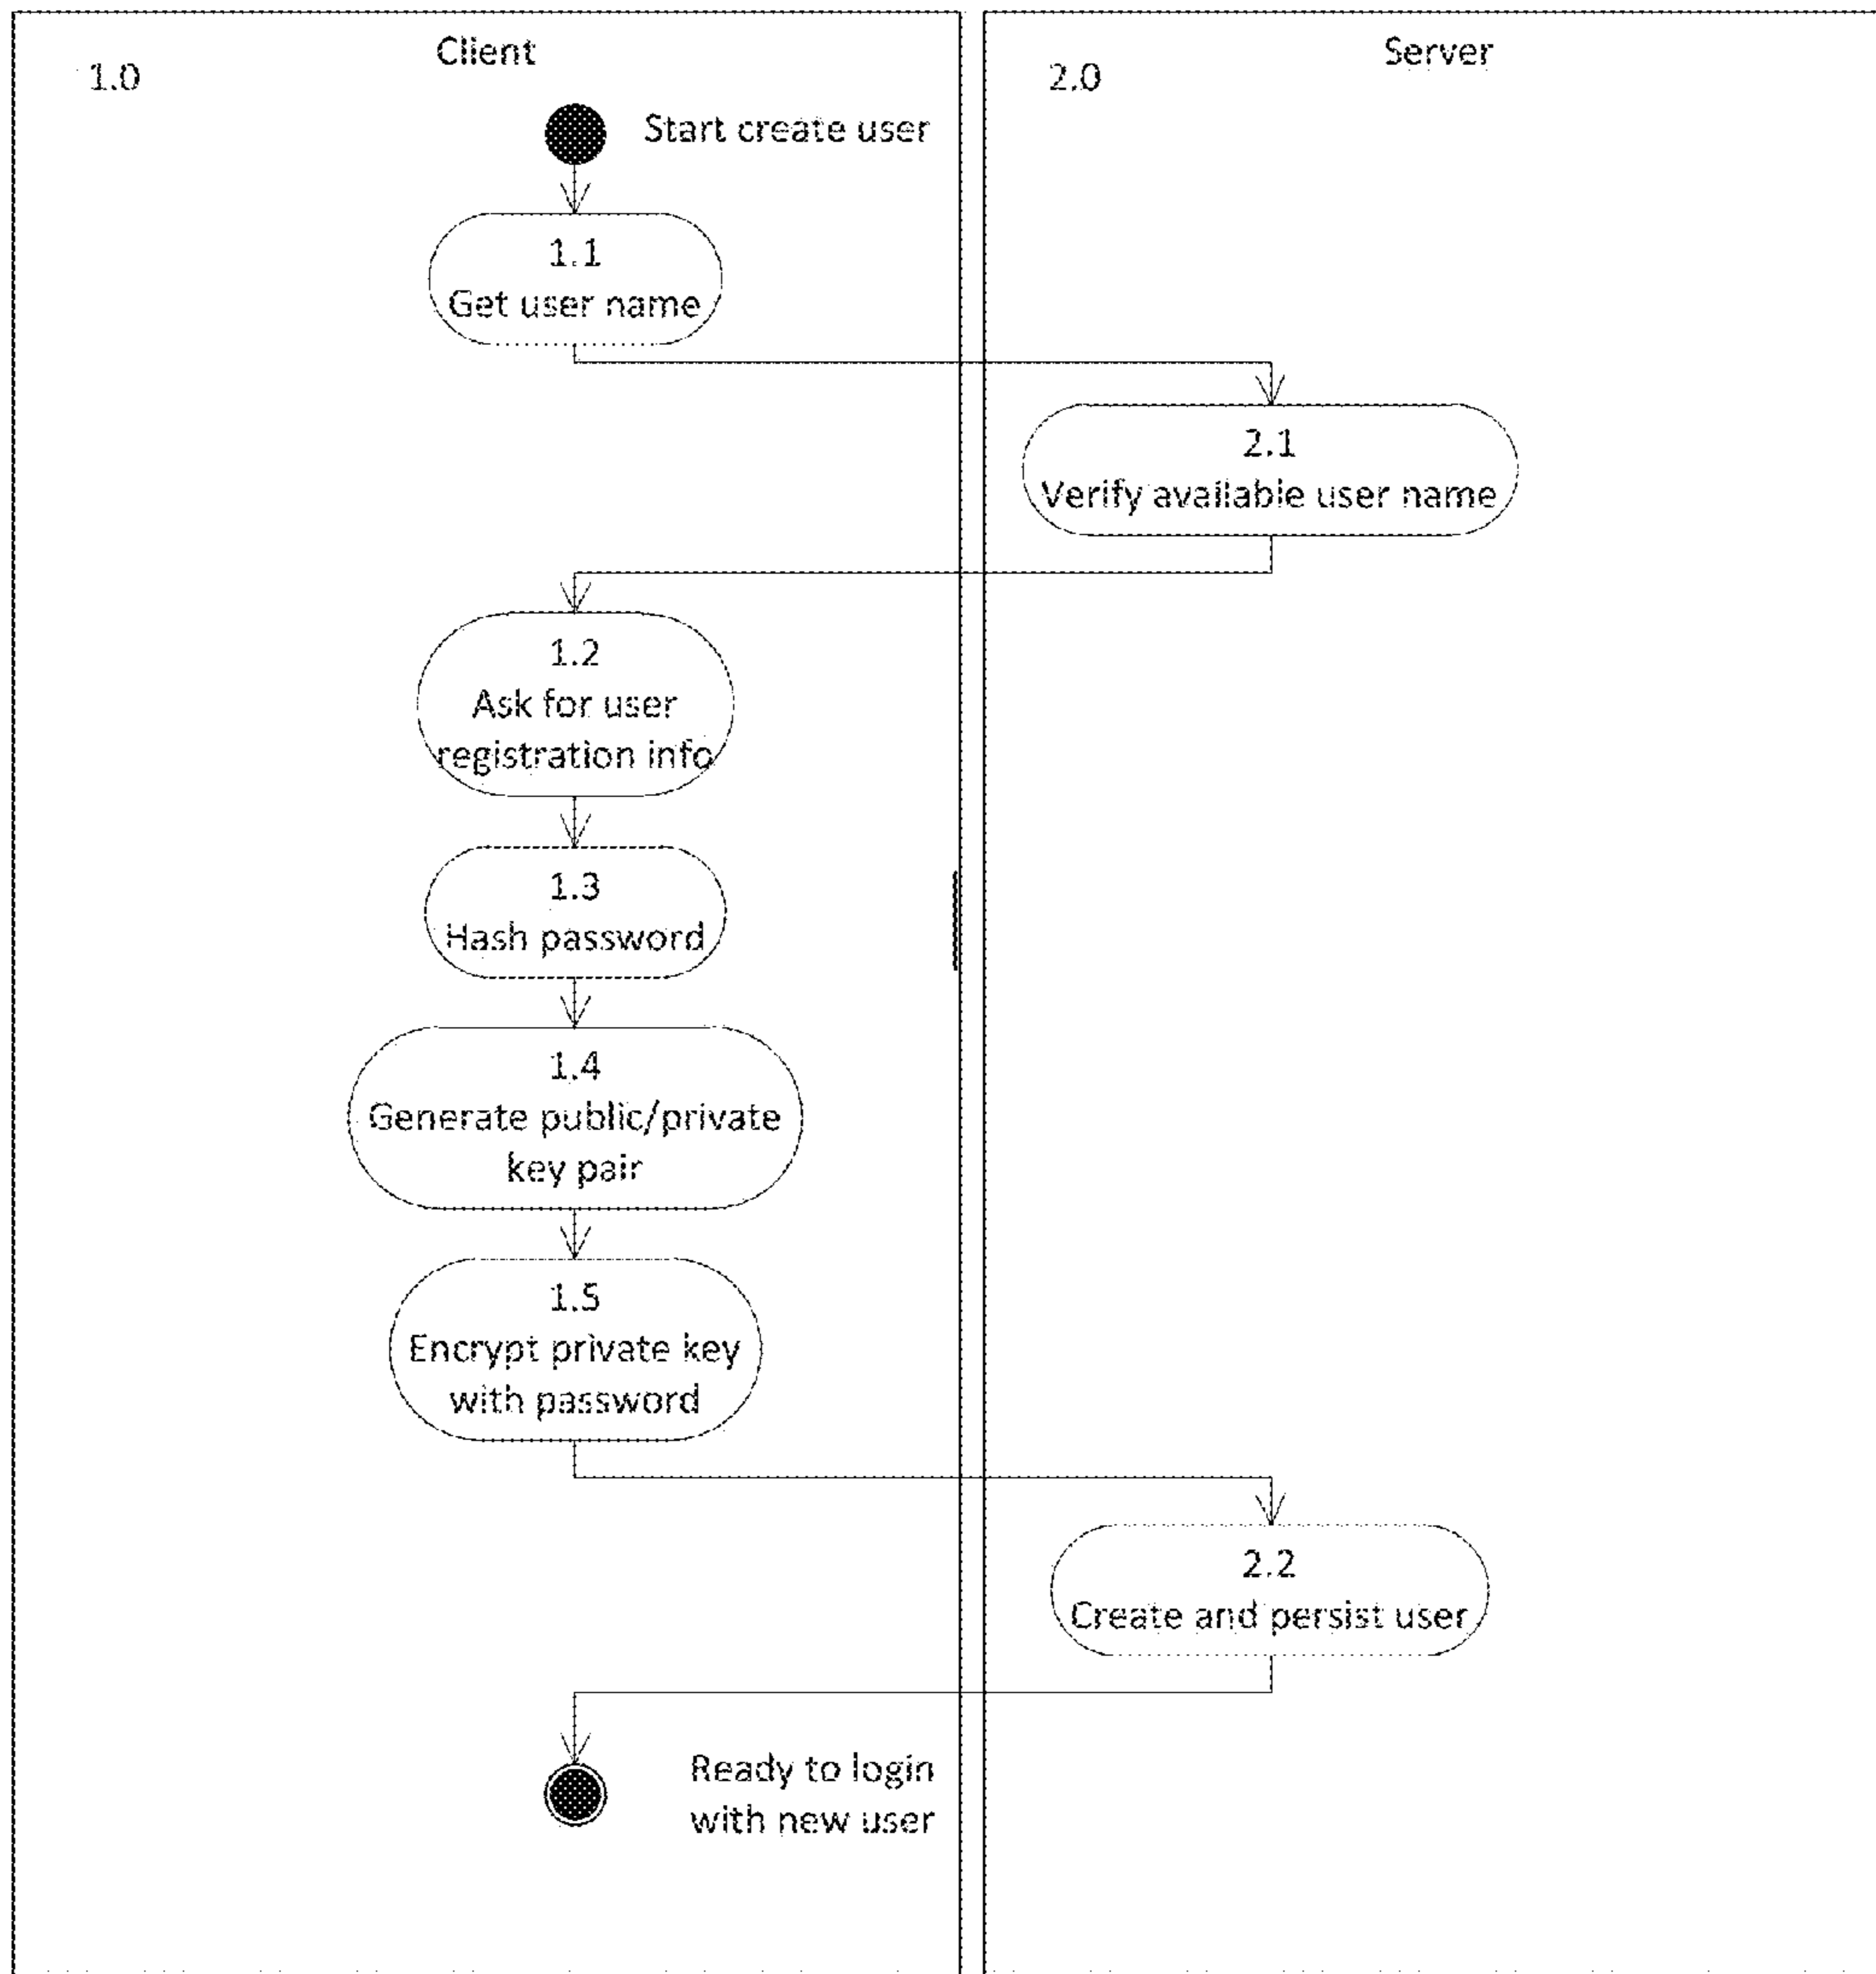 Client
1.0
Server
2.0
Start create user
1.1
Get user name
2.1
Verify available user name
1.2
Ask for user
registration info
1.3
Hash password
1.4
Generate public/private
key pair
1.5
Encrypt private key
with password
2.2
Create and persist user
Ready to login
with new user